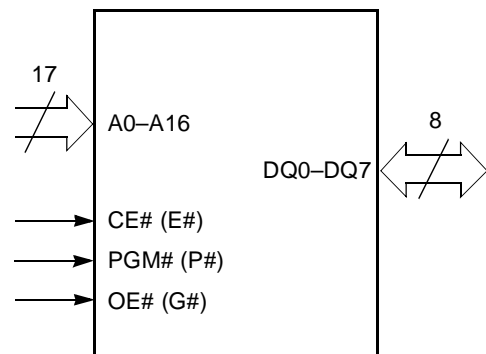 17
A0–A16
8
DQ0–DQ7
CE# (E#)
PGM# (P#)
OE# (G#)